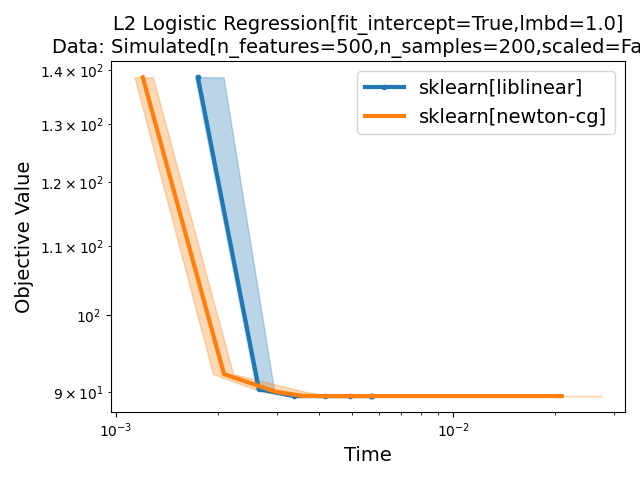 L2 Logistic Regression[fit_intercept=True,lmbd=1.0]
Data: Simulated[n_features=500,n_samples=200,scaled=Fa
1.4 × 10²
1.3 × 10²
1.2 × 10²
1.1 × 10²
10²
9 × 10¹
Objective Value
sklearn[liblinear]
sklearn[newton-cg]
10⁻³
10⁻²
Time